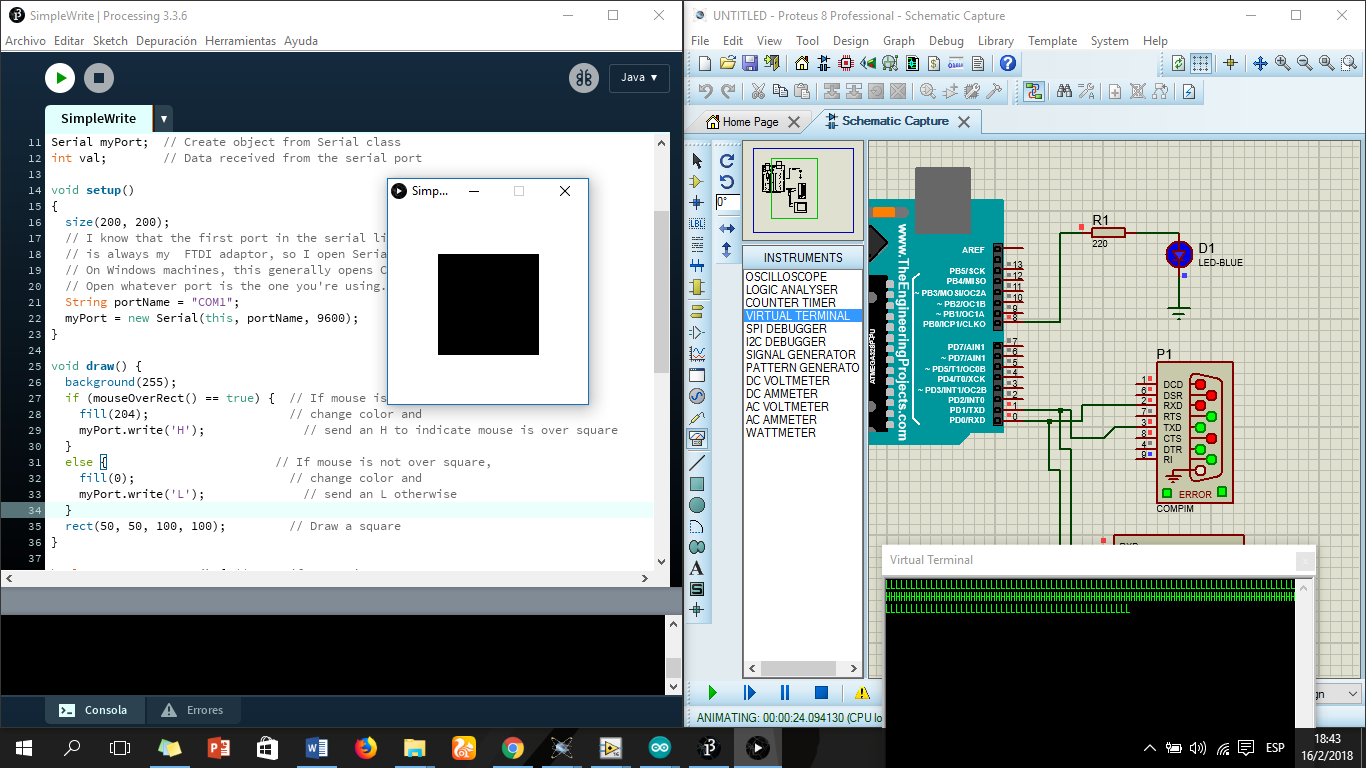 SimpleWrite | Processing 3.3.6
Archivo Editar Sketch Depuración Herramientas Ayuda
Java ▾
SimpleWrite
11 Serial myPort;  // Create object from Serial class
12 int val;        // Data received from the serial port
13
14 void setup()
15 {
16   size(200, 200);
17   // I know that the first port in the serial li
18   // is always my  FTDI adaptor, so I open Seria
19   // On Windows machines, this generally opens C
20   // Open whatever port is the one you're using.
21   String portName = "COM1";
22   myPort = new Serial(this, portName, 9600);
23 }
24
25 void draw() {
26   background(255);
27   if (mouseOverRect() == true) {  // If mouse is
28     fill(204);                    // change color and
29     myPort.write('H');              // send an H to indicate mouse is over square
30   }
31   else {                        // If mouse is not over square,
32     fill(0);                      // change color and
33     myPort.write('L');              // send an L otherwise
34   }
35   rect(50, 50, 100, 100);         // Draw a square
36 }
37
Simp...
Consola
Errores
UNTITLED - Proteus 8 Professional - Schematic Capture
File Edit View Tool Design Graph Debug Library Template System Help
Home Page
Schematic Capture
LBL
0°
A
S
INSTRUMENTS
OSCILLOSCOPE
LOGIC ANALYSER
COUNTER TIMER
VIRTUAL TERMINAL
SPI DEBUGGER
I2C DEBUGGER
SIGNAL GENERATOR
PATTERN GENERATO
DC VOLTMETER
DC AMMETER
AC VOLTMETER
AC AMMETER
WATTMETER
www.TheEngineeringProjects.com
ATMEGA328P
AREF
PB5/SCK 13
PB4/MISO 12
~ PB3/MOSI/OC2A 11
~ PB2/OC1B 10
~ PB1/OC1A 9
PB0/ICP1/CLKO 8
PD7/AIN1 7
~ PD7/AIN1 6
~ PD5/T1/OC0B 5
PD4/T0/XCK 4
~ PD3/INT1/OC2B 3
PD2/INT0 2
PD1/TXD 1
PD0/RXD 0
R1
220
D1
LED-BLUE
P1
1 DCD
6 DSR
2 RXD
7 RTS
3 TXD
8 CTS
4 DTR
9 RI
ERROR
COMPIM
RXD
Virtual Terminal
ANIMATING: 00:00:24.094130 (CPU lo
gn
ESP
18:43
16/2/2018